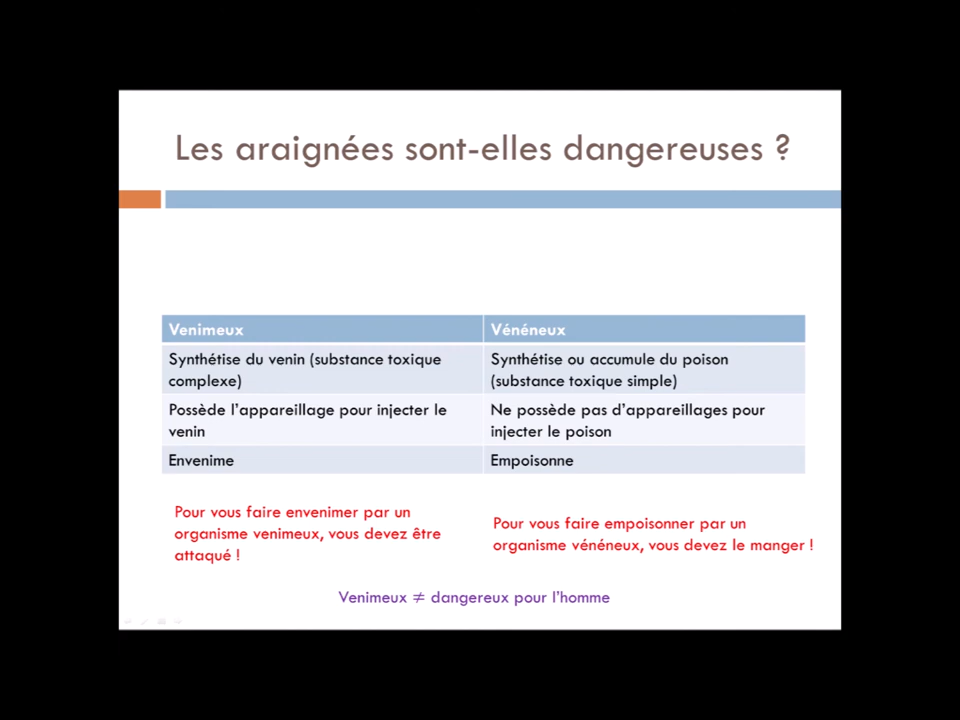 Les araignées sont-elles dangereuses ?
Venimeux
Vénéneux
Synthétise du venin (substance toxique
complexe)
Synthétise ou accumule du poison
(substance toxique simple)
Possède l'appareillage pour injecter le
venin
Ne possède pas d'appareillages pour
injecter le poison
Envenime
Empoisonne
Pour vous faire envenimer par un
organisme venimeux, vous devez être
attaqué !
Pour vous faire empoisonner par un
organisme vénéneux, vous devez le manger !
Venimeux ≠ dangereux pour l'homme